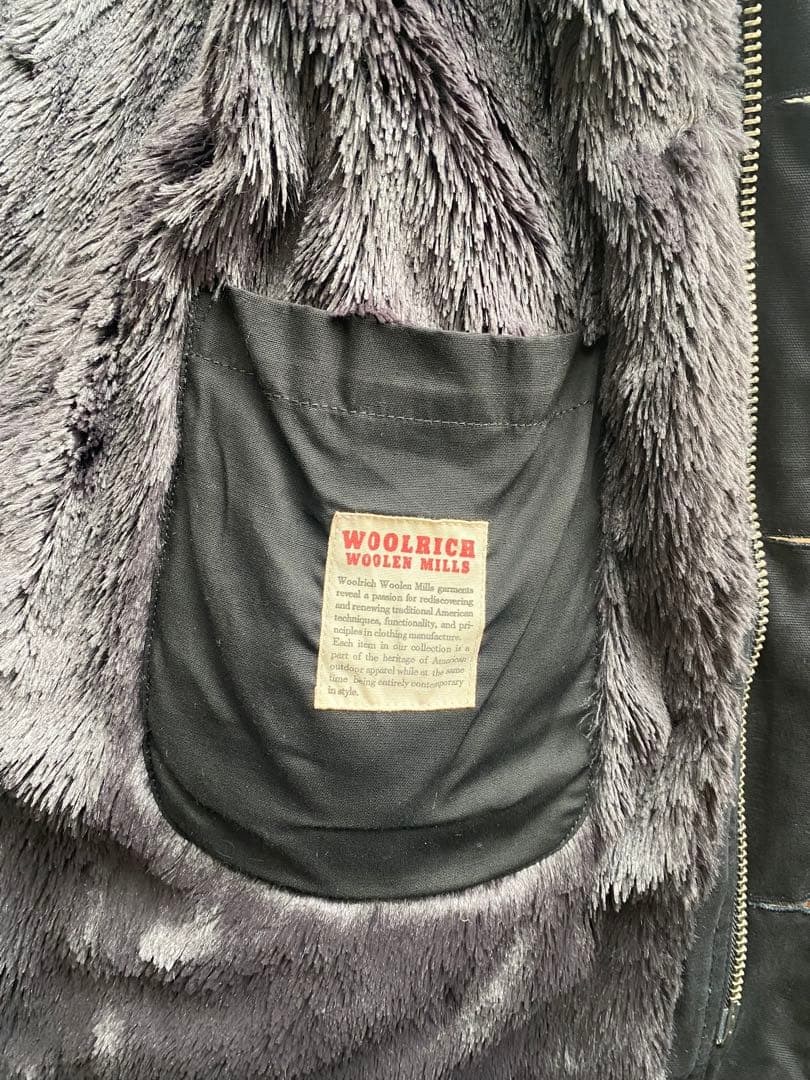 WOOLRICH
WOOLEN MILLS
Woolrich Woolen Mills garments
reveal a passion for rediscovering
and renewing traditional American
techniques, functionality, and pri-
nciples in clothing manufacture.
Each item in our collection is a
part of the heritage of American
outdoor apparel while at the same
time being entirely contemporary
in style.